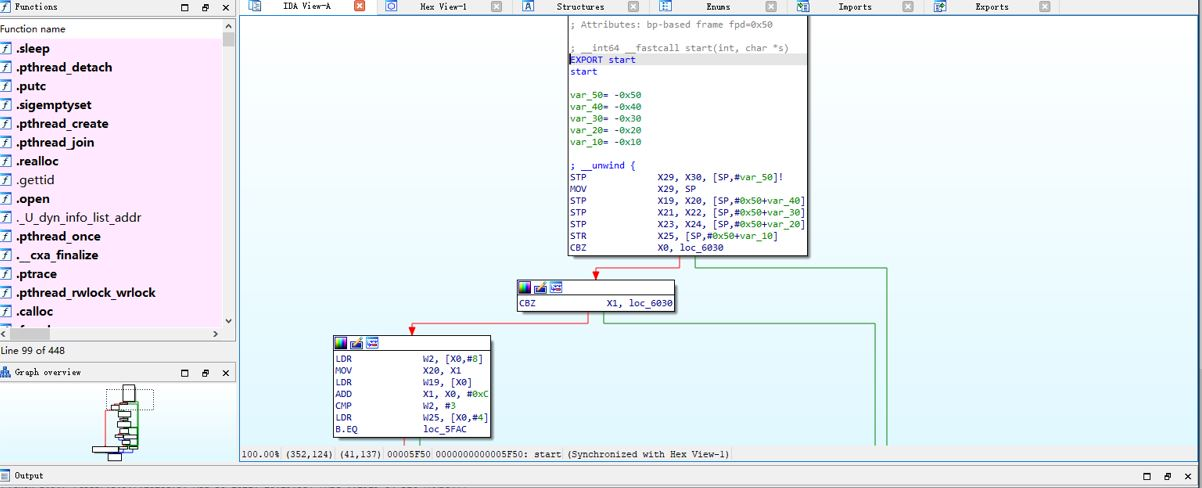 Functions
IDA View-A
Hex View-1
Structures
Enums
Imports
Exports
Function name
.sleep
.pthread_detach
.putc
.sigemptyset
.pthread_create
.pthread_join
.realloc
.gettid
.open
._U_dyn_info_list_addr
.pthread_once
.__cxa_finalize
.ptrace
.pthread_rwlock_wrlock
.calloc
Line 99 of 448
Graph overview
; Attributes: bp-based frame fpd=0x50
; __int64 __fastcall start(int, char *s)
EXPORT start
start
var_50= -0x50
var_40= -0x40
var_30= -0x30
var_20= -0x20
var_10= -0x10
; __unwind {
STP X29, X30, [SP,#var_50]!
MOV X29, SP
STP X19, X20, [SP,#0x50+var_40]
STP X21, X22, [SP,#0x50+var_30]
STP X23, X24, [SP,#0x50+var_20]
STR X25, [SP,#0x50+var_10]
CBZ X0, loc_6030
CBZ X1, loc_6030
LDR W2, [X0,#8]
MOV X20, X1
LDR W19, [X0]
ADD X1, X0, #0xC
CMP W2, #3
LDR W25, [X0,#4]
B.EQ loc_5FAC
100.00% (352,124) (41,137) 00005F50 0000000000005F50: start (Synchronized with Hex View-1)
Output